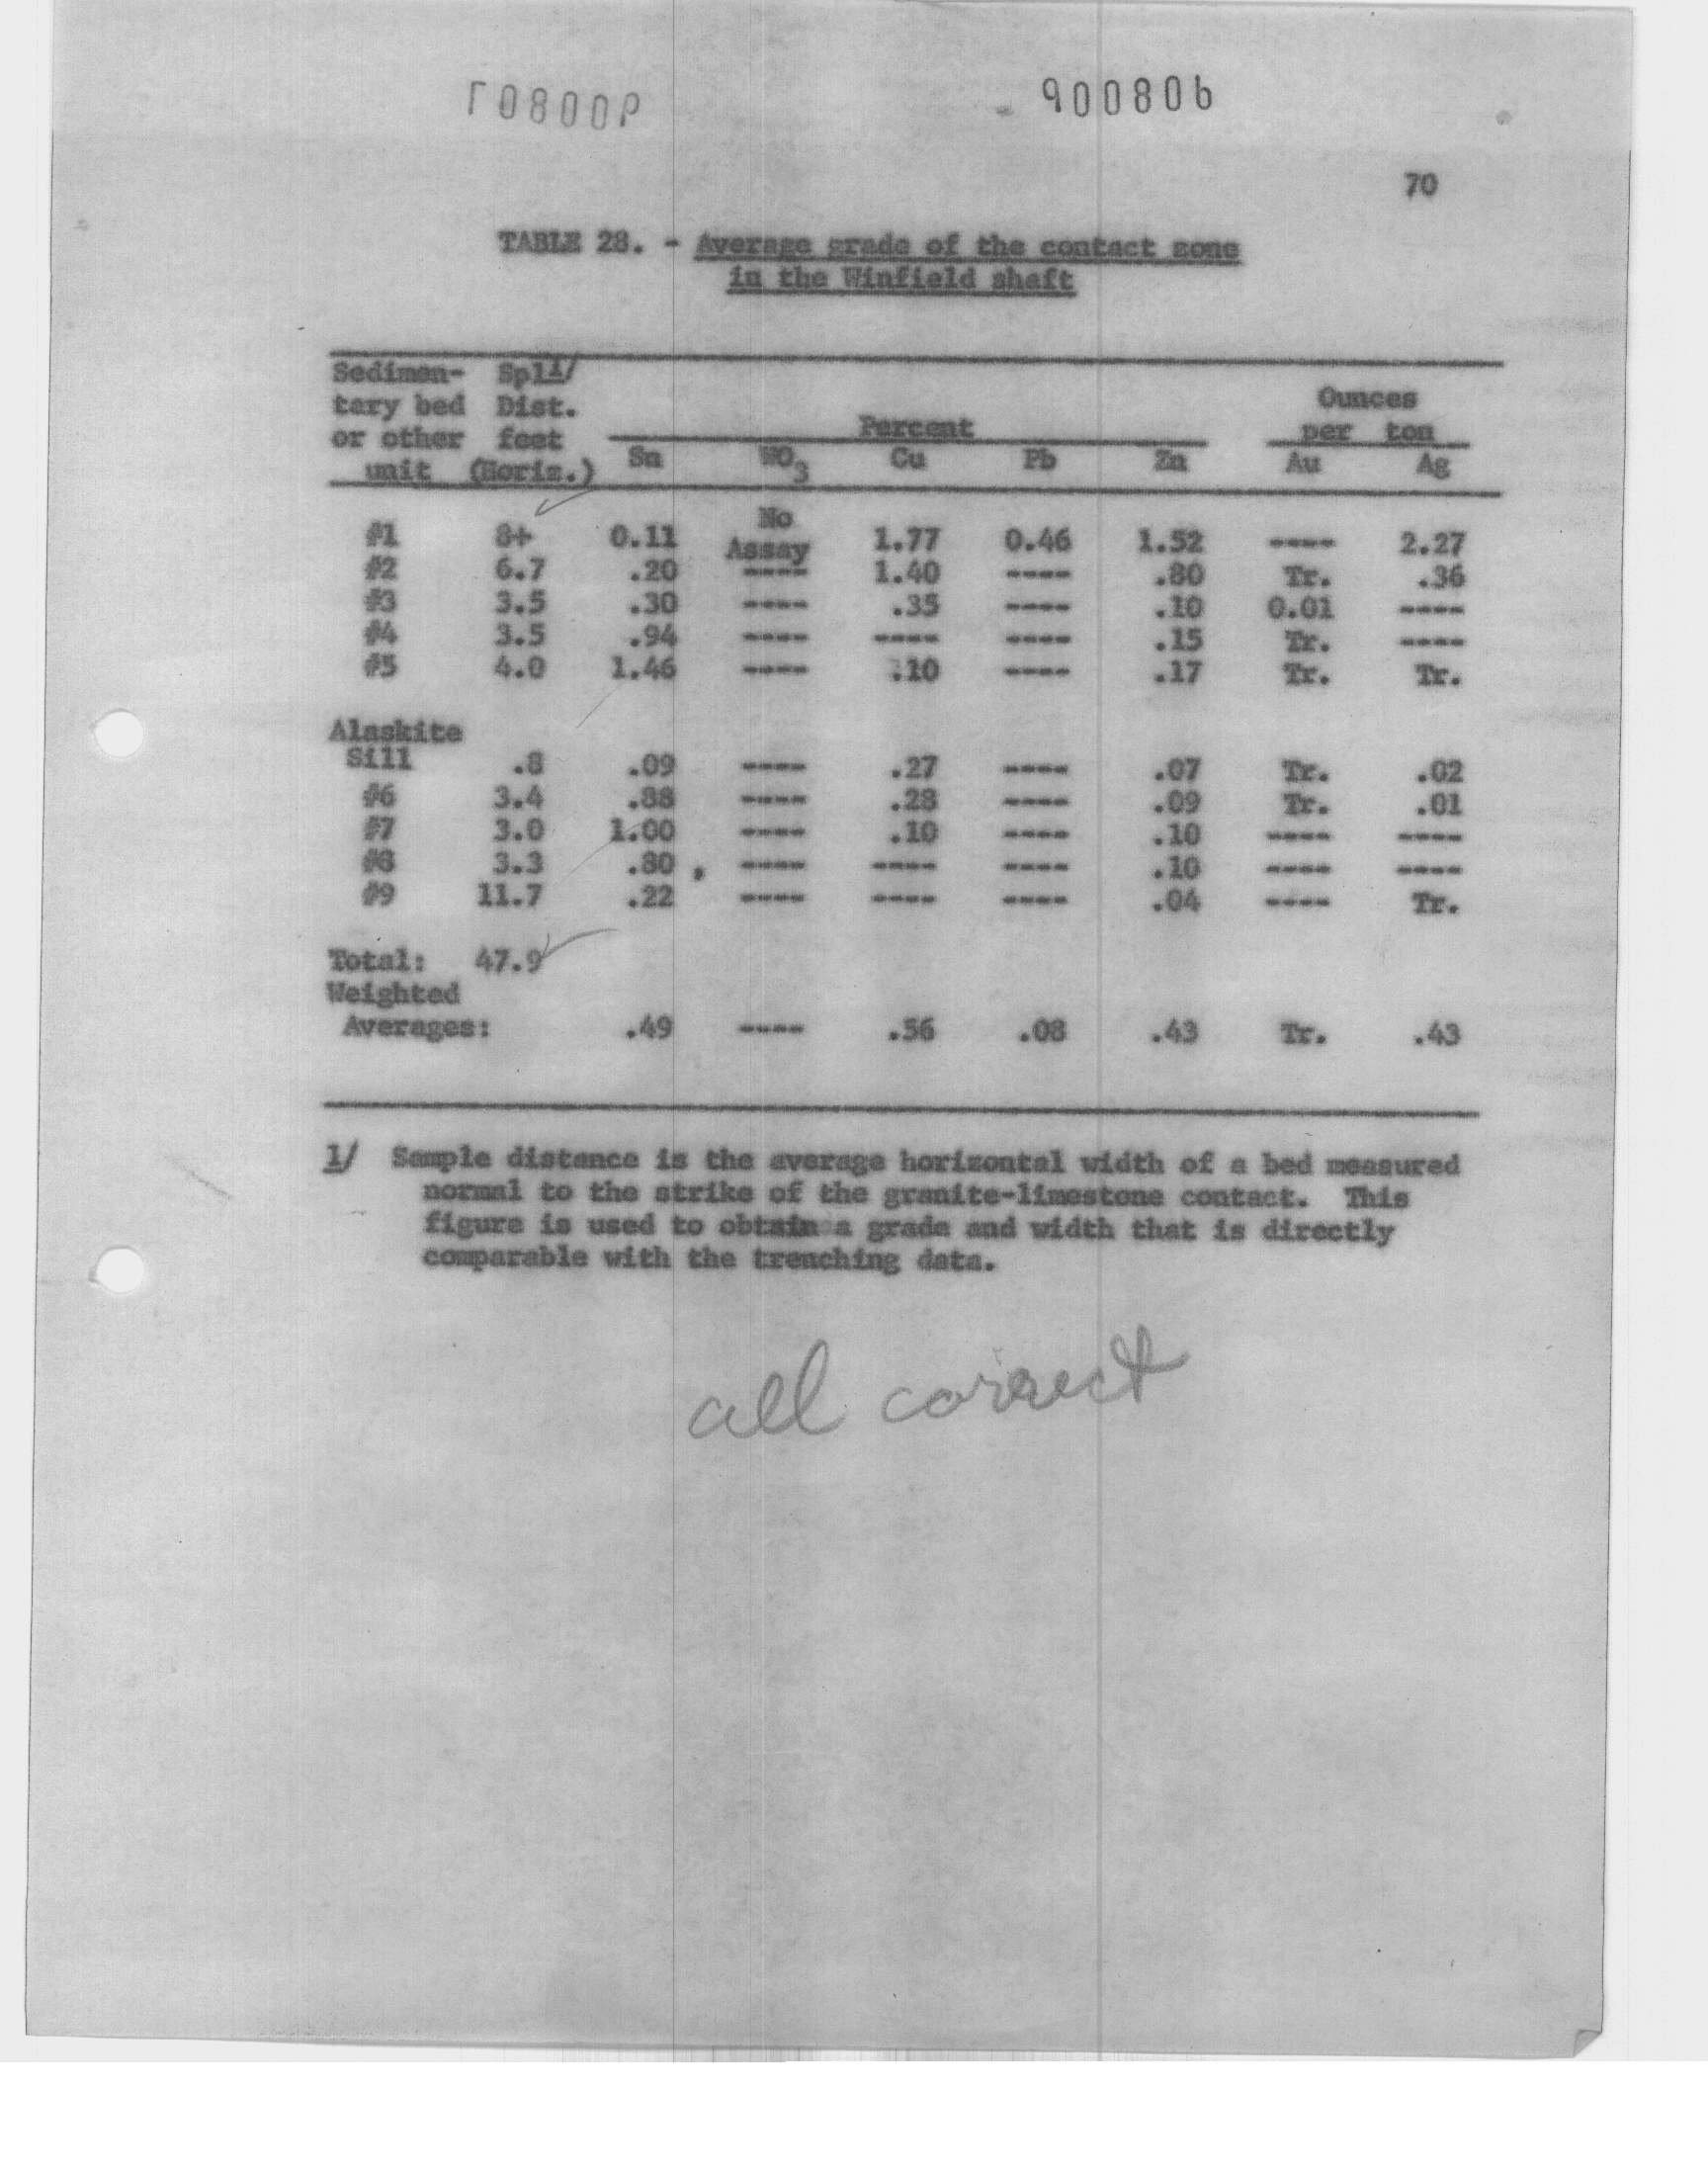 900807 900806
70
TABLE 28. - Average grade of the contact zone
in the Winfield shaft
Sedimen- Spl1/
tary bed Dist. Ounces
or other feet Percent per ton
unit (Horiz.) Sn WO3 Cu Pb Zn Au Ag
No
#1 8+ 0.11 Assay 1.77 0.46 1.52 ---- 2.27
#2 6.7 .20 ---- 1.40 ---- .80 Tr. .36
#3 3.5 .30 ---- .35 ---- .10 0.01 ----
#4 3.5 .94 ---- ---- ---- .15 Tr. ----
#5 4.0 1.46 ---- .10 ---- .17 Tr. Tr.
Alaskite
Sill .8 .09 ---- .27 ---- .07 Tr. .02
#6 3.4 .88 ---- .28 ---- .09 Tr. .01
#7 3.0 1.00 ---- .10 ---- .10 ---- ----
#8 3.3 .80 , ---- ---- ---- .10 ---- ----
#9 11.7 .22 ---- ---- ---- .04 ---- Tr.
Total: 47.9
Weighted
Averages: .49 ---- .56 .08 .43 Tr. .43
1/ Sample distance is the average horizontal width of a bed measured
normal to the strike of the granite-limestone contact. This
figure is used to obtain a grade and width that is directly
comparable with the trenching data.
all correct